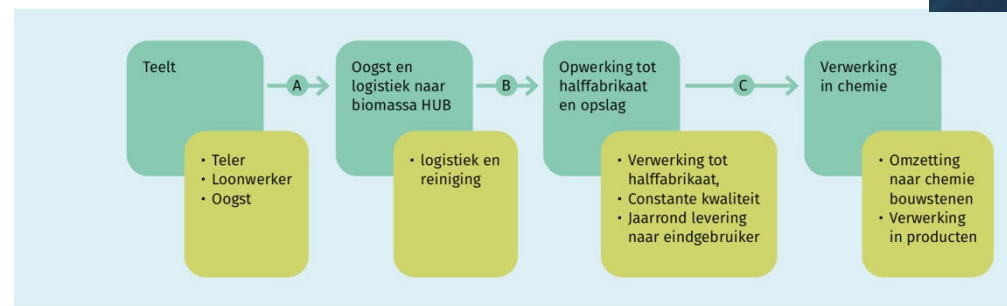 Teelt
A
Oogst en
logistiek naar
biomassa HUB
B
Opwerking tot
halffabrikaat
en opslag
C
Verwerking
in chemie
• Teler
• Loonwerker
• Oogst
• logistiek en
reiniging
• Verwerking tot
halffabrikaat,
• Constante kwaliteit
• Jaarrond levering
naar eindgebruiker
• Omzetting
naar chemie
bouwstenen
• Verwerking
in producten